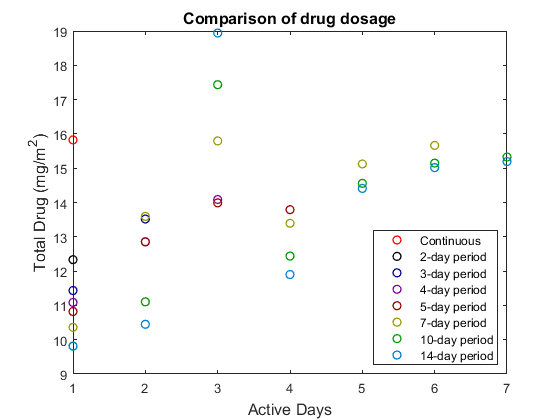 Comparison of drug dosage
Total Drug (mg/m²)
19
18
17
16
15
14
13
12
11
10
9
1 2 3 4 5 6 7
Active Days
Continuous
2-day period
3-day period
4-day period
5-day period
7-day period
10-day period
14-day period